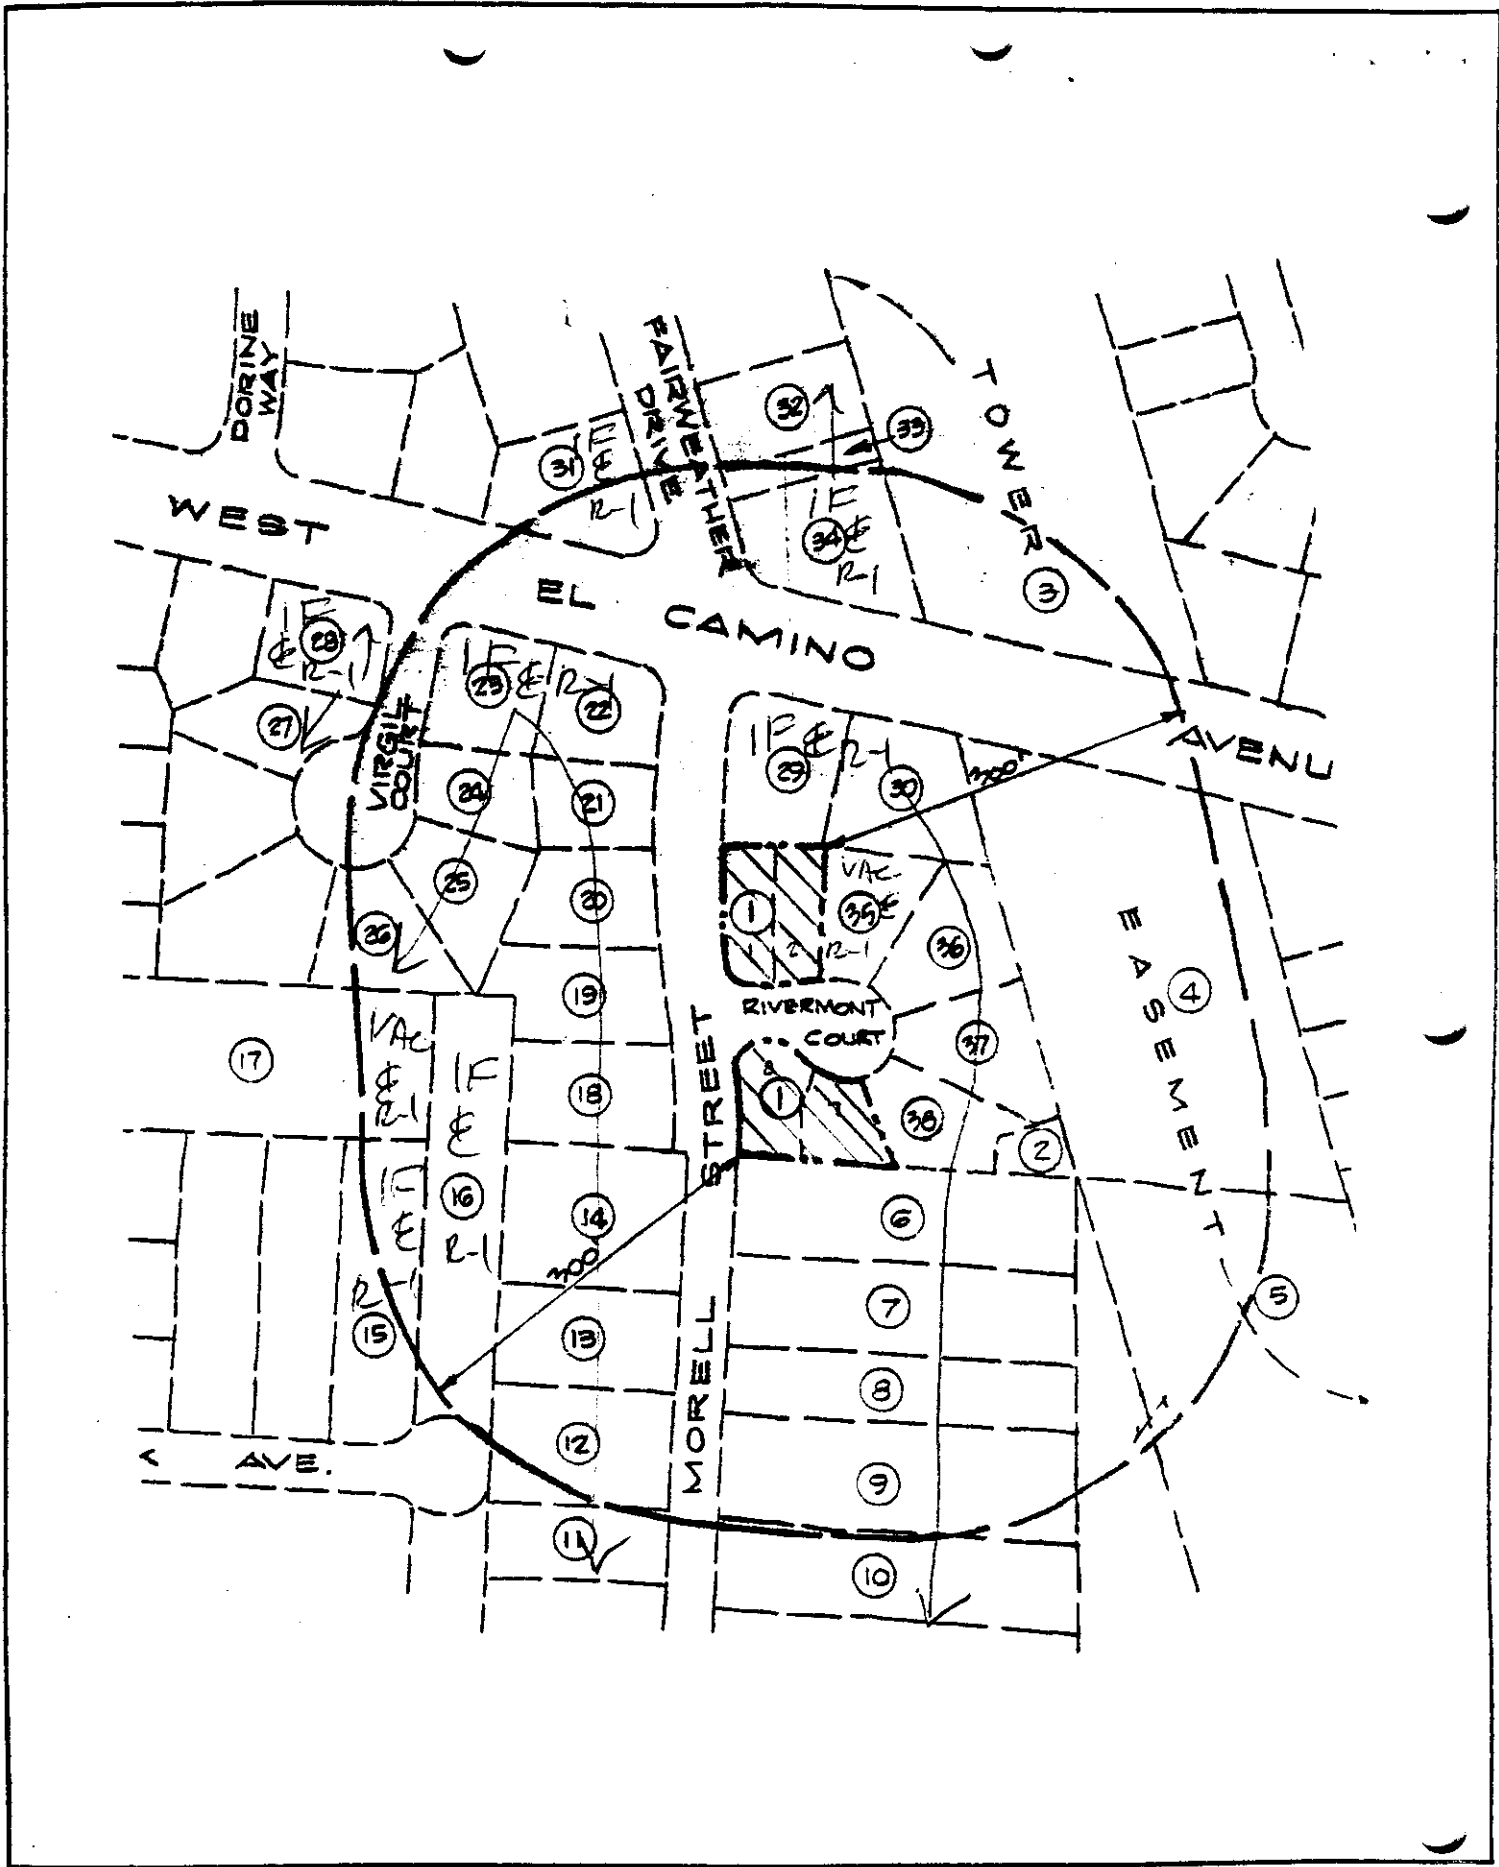 DORINE
WAY
FAIRWEATHER
DRIVE
TOWER
32
33
31
1F
&
R-1
WEST
34
1F
&
R-1
3
EL CAMINO
AVENU
28
1F
&
R-1
27
VIRGIL
COURT
23
1F & R-1
22
24
21
25
20
26
29
1F & R-1
30
300'
1
1 2
VAC
&
R-1
35
36
EASEMENT
4
19
RIVERMONT
COURT
37
17
VAC
&
R-1
1F
&
R-1
16
18
STREET
1
38
2
1F
&
R-1
15
14
300'
6
13
MORELL
7
5
8
12
9
AVE.
11
10